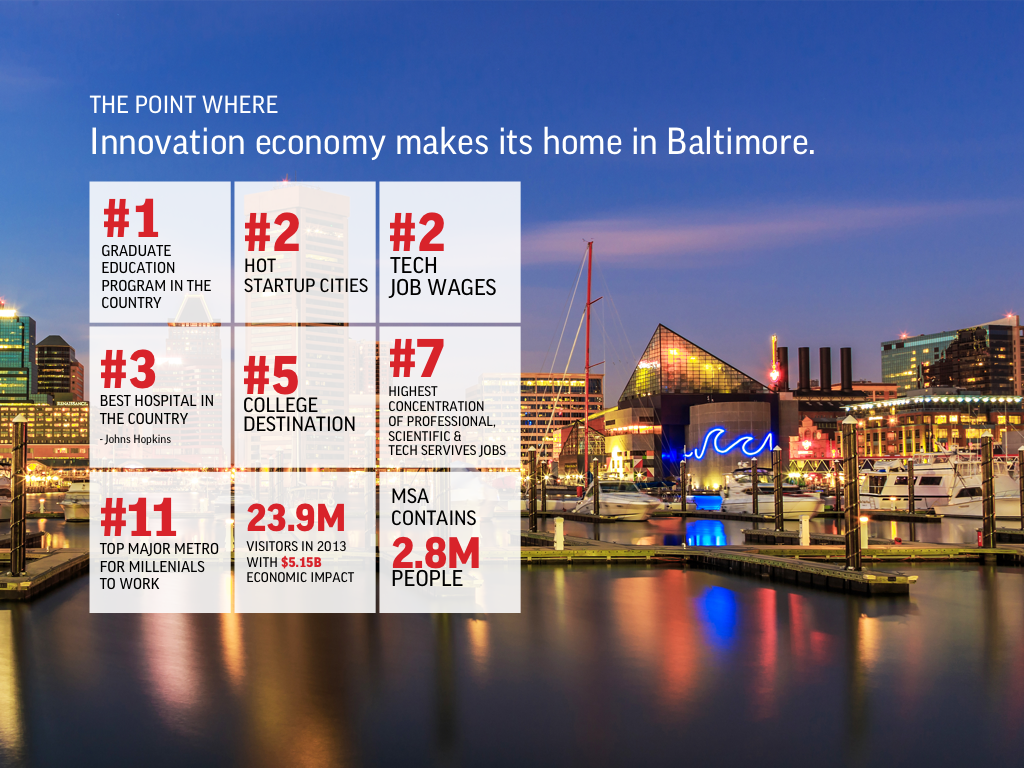 THE POINT WHERE
Innovation economy makes its home in Baltimore.
#1
GRADUATE
EDUCATION
PROGRAM IN THE
COUNTRY
#2
HOT
STARTUP CITIES
#2
TECH
JOB WAGES
#3
BEST HOSPITAL IN
THE COUNTRY
- Johns Hopkins
#5
COLLEGE
DESTINATION
#7
HIGHEST
CONCENTRATION
OF PROFESSIONAL,
SCIENTIFIC &
TECH SERVIVES JOBS
#11
TOP MAJOR METRO
FOR MILLENIALS
TO WORK
23.9M
VISITORS IN 2013
WITH $5.15B
ECONOMIC IMPACT
MSA
CONTAINS
2.8M
PEOPLE
RENAISSANCE